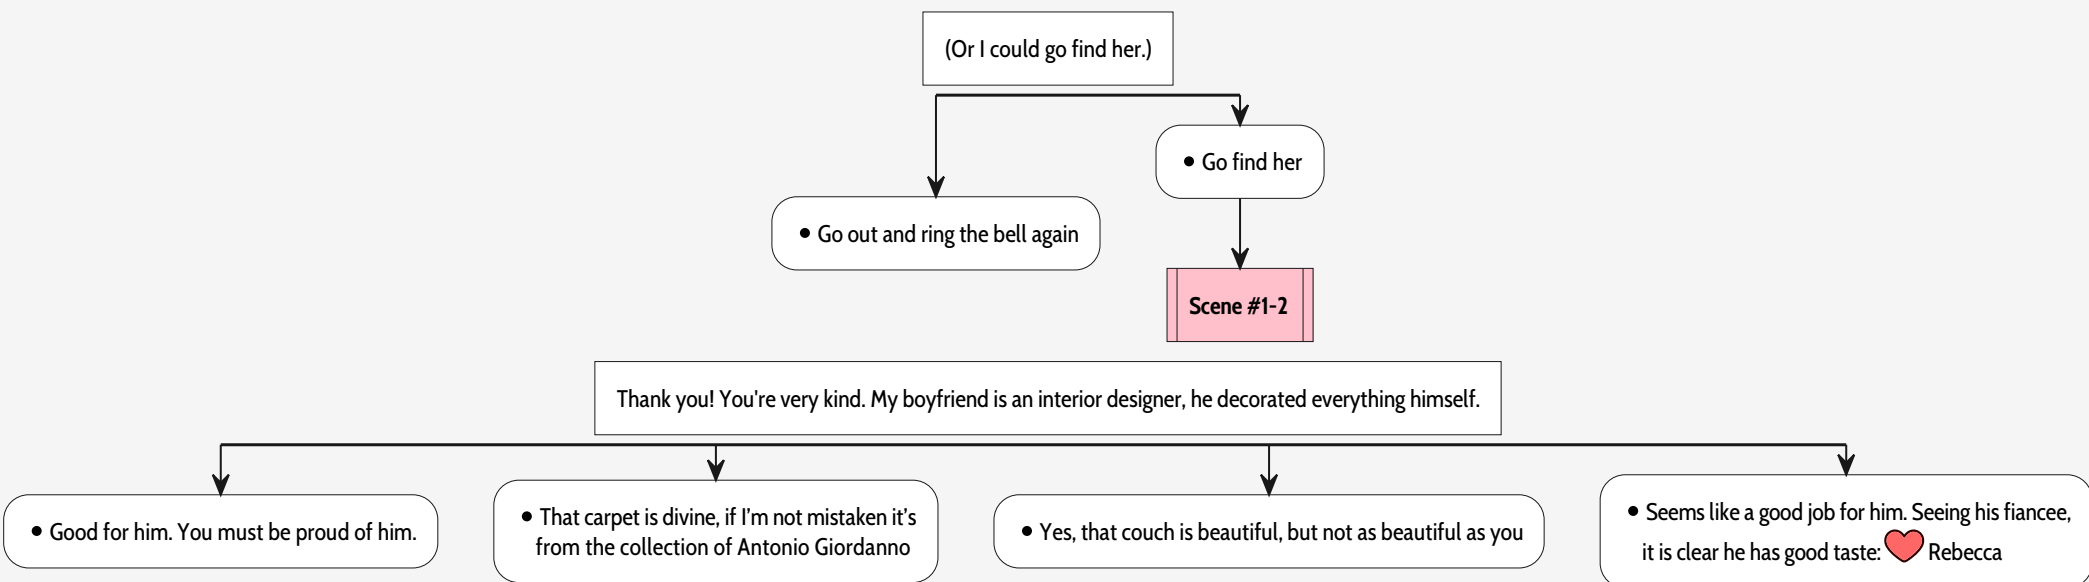 (Or I could go find her.)
• Go find her
• Go out and ring the bell again
Scene #1-2
Thank you! You're very kind. My boyfriend is an interior designer, he decorated everything himself.
• Good for him. You must be proud of him.
• That carpet is divine, if I'm not mistaken it's
from the collection of Antonio Giordanno
• Yes, that couch is beautiful, but not as beautiful as you
• Seems like a good job for him. Seeing his fiancee,
it is clear he has good taste: ❤ Rebecca